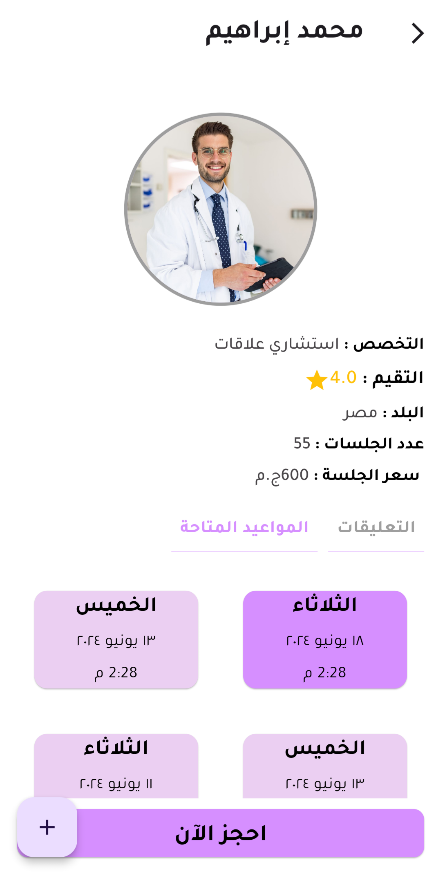 محمد إبراهيم
التخصص : استشاري علاقات
التقيم : 4.0
البلد : مصر
عدد الجلسات : 55
سعر الجلسة : 600ج.م
التعليقات
المواعيد المتاحة
الثلاثاء
١٨ يونيو ٢٠٢٤
2:28 م
الخميس
١٣ يونيو ٢٠٢٤
2:28 م
الخميس
١٣ يونيو ٢٠٢٤
الثلاثاء
١١ يونيو ٢٠٢٤
احجز الآن
+